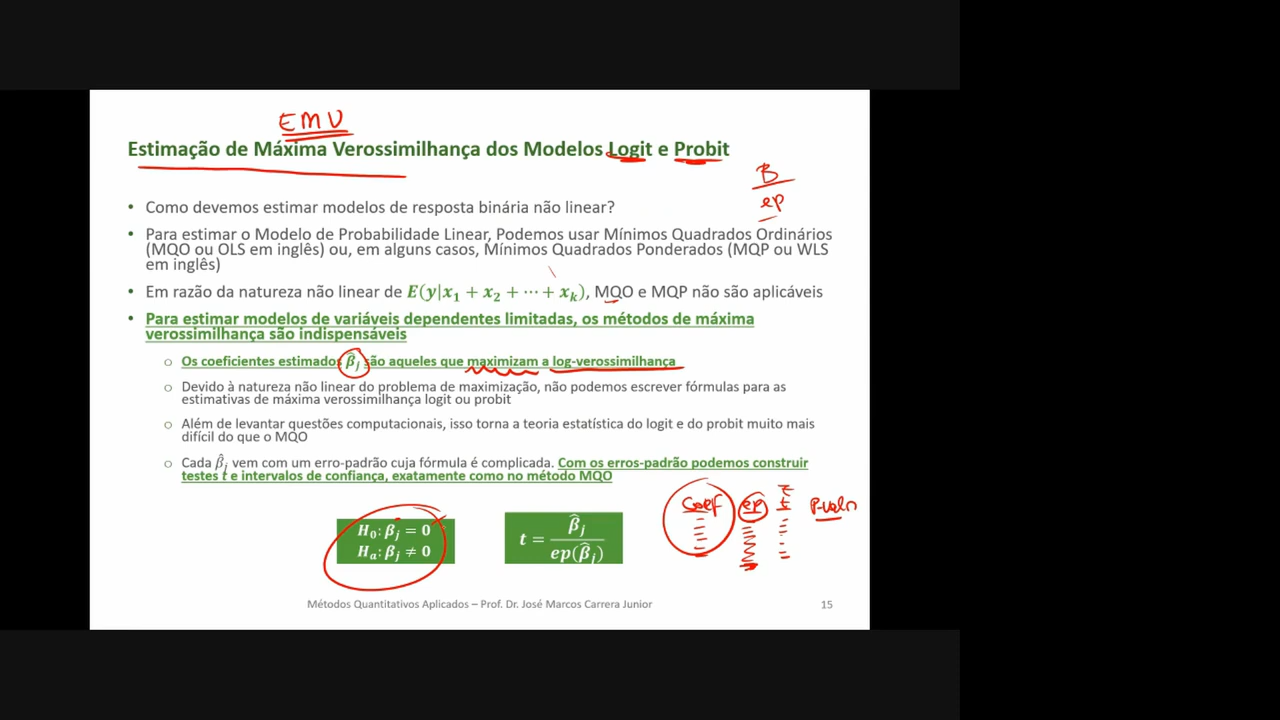 EMV
Estimação de Máxima Verossimilhança dos Modelos Logit e Probit
B
ep
• Como devemos estimar modelos de resposta binária não linear?
• Para estimar o Modelo de Probabilidade Linear, Podemos usar Mínimos Quadrados Ordinários
(MQO ou OLS em inglês) ou, em alguns casos, Mínimos Quadrados Ponderados (MQP ou WLS
em inglês)
• Em razão da natureza não linear de E(y|x₁ + x₂ + ⋯ + xₖ), MQO e MQP não são aplicáveis
• Para estimar modelos de variáveis dependentes limitadas, os métodos de máxima
verossimilhança são indispensáveis
o Os coeficientes estimados β̂ⱼ são aqueles que maximizam a log-verossimilhança
o Devido à natureza não linear do problema de maximização, não podemos escrever fórmulas para as
estimativas de máxima verossimilhança logit ou probit
o Além de levantar questões computacionais, isso torna a teoria estatística do logit e do probit muito mais
difícil do que o MQO
o Cada β̂ⱼ vem com um erro-padrão cuja fórmula é complicada. Com os erros-padrão podemos construir
testes t e intervalos de confiança, exatamente como no método MQO
Coef ep t P-valor
H₀: βⱼ = 0
Hₐ: βⱼ ≠ 0
t = β̂ⱼ / ep(β̂ⱼ)
Métodos Quantitativos Aplicados – Prof. Dr. José Marcos Carrera Junior
15